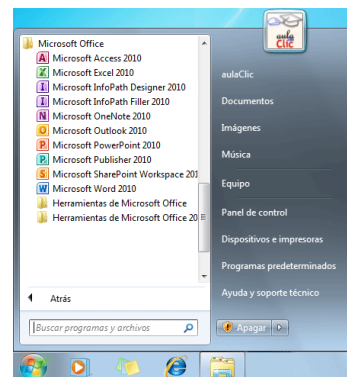 Microsoft Office
Microsoft Access 2010
Microsoft Excel 2010
Microsoft InfoPath Designer 2010
Microsoft InfoPath Filler 2010
Microsoft OneNote 2010
Microsoft Outlook 2010
Microsoft PowerPoint 2010
Microsoft Publisher 2010
Microsoft SharePoint Workspace 201
Microsoft Word 2010
Herramientas de Microsoft Office
Herramientas de Microsoft Office 20
Atrás
Buscar programas y archivos
aula
Clic
aulaClic
Documentos
Imágenes
Música
Equipo
Panel de control
Dispositivos e impresoras
Programas predeterminados
Ayuda y soporte técnico
Apagar